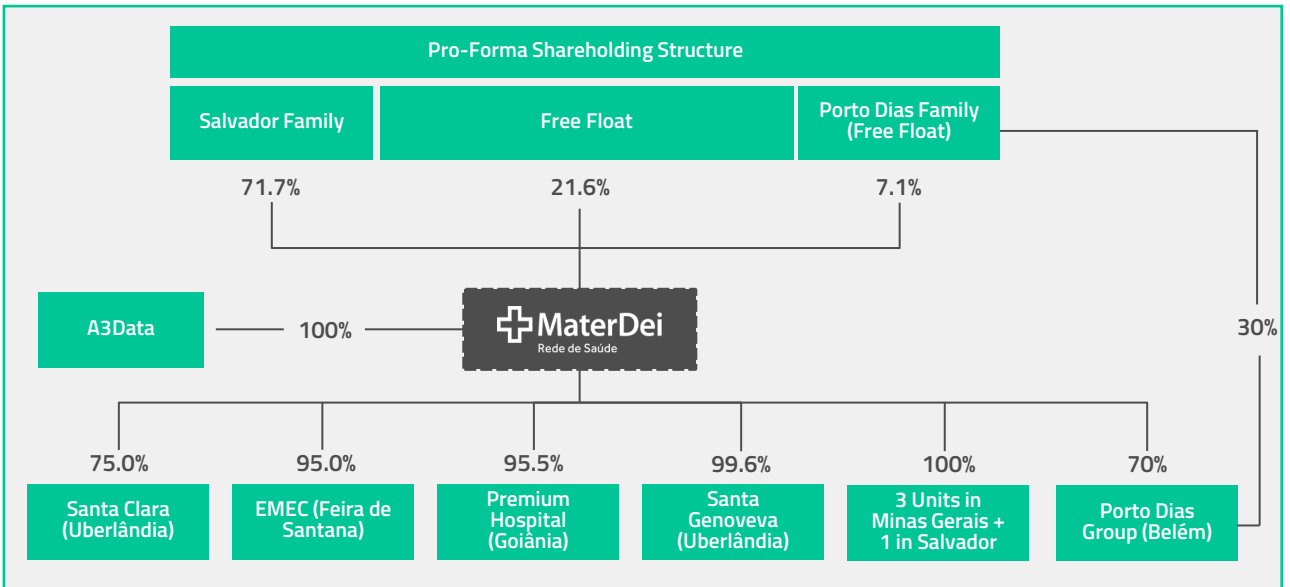 Pro-Forma Shareholding Structure
Salvador Family
Free Float
Porto Dias Family
(Free Float)
71.7%
21.6%
7.1%
A3Data
100%
MaterDei
Rede de Saúde
30%
75.0%
95.0%
95.5%
99.6%
100%
70%
Santa Clara
(Uberlândia)
EMEC (Feira de
Santana)
Premium
Hospital
(Goiânia)
Santa
Genoveva
(Uberlândia)
3 Units in
Minas Gerais +
1 in Salvador
Porto Dias
Group (Belém)